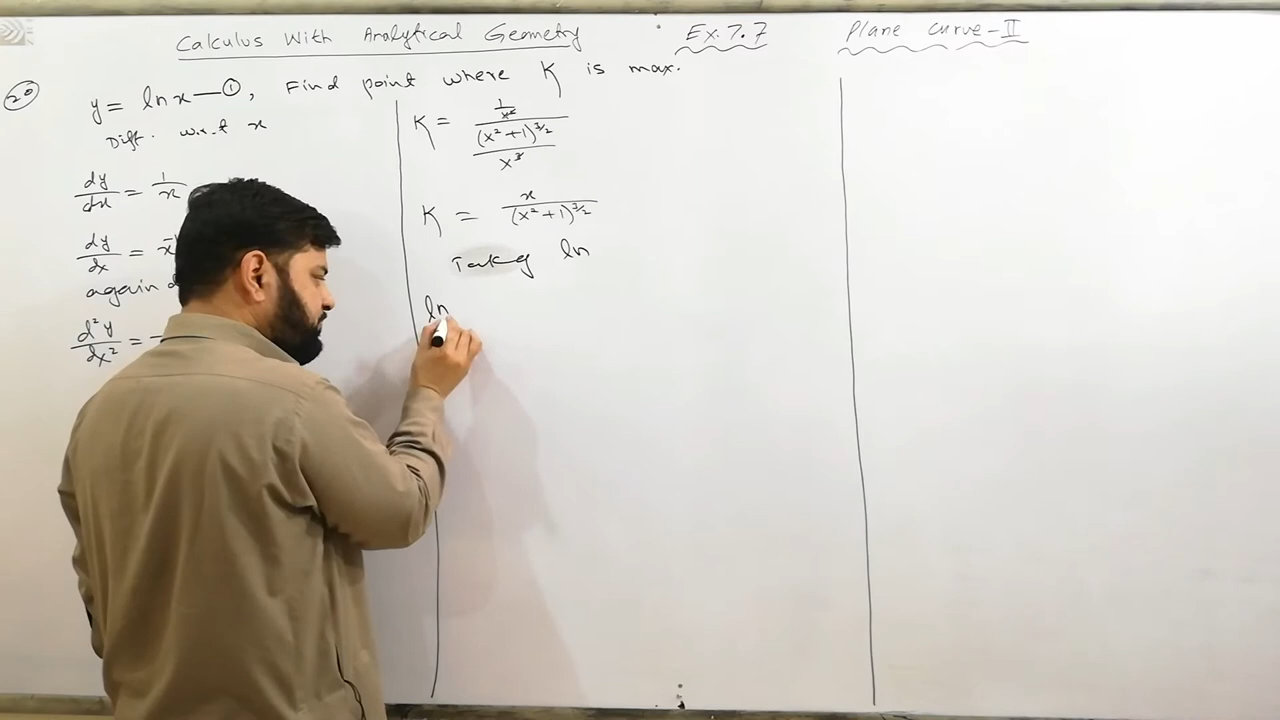 Calculus With Analytical Geometry Ex. 7.7 Plane Curve-II
20 y = ln x — ①, Find point where K is max.
Diff. w.r.t x
dy/dx = 1/x
dy/dx = x
again
d²y/dx² = -
K = (1/x²)/((x² + 1)^3/2/x³)
K = x/(x² + 1)^3/2
Taking ln
ln